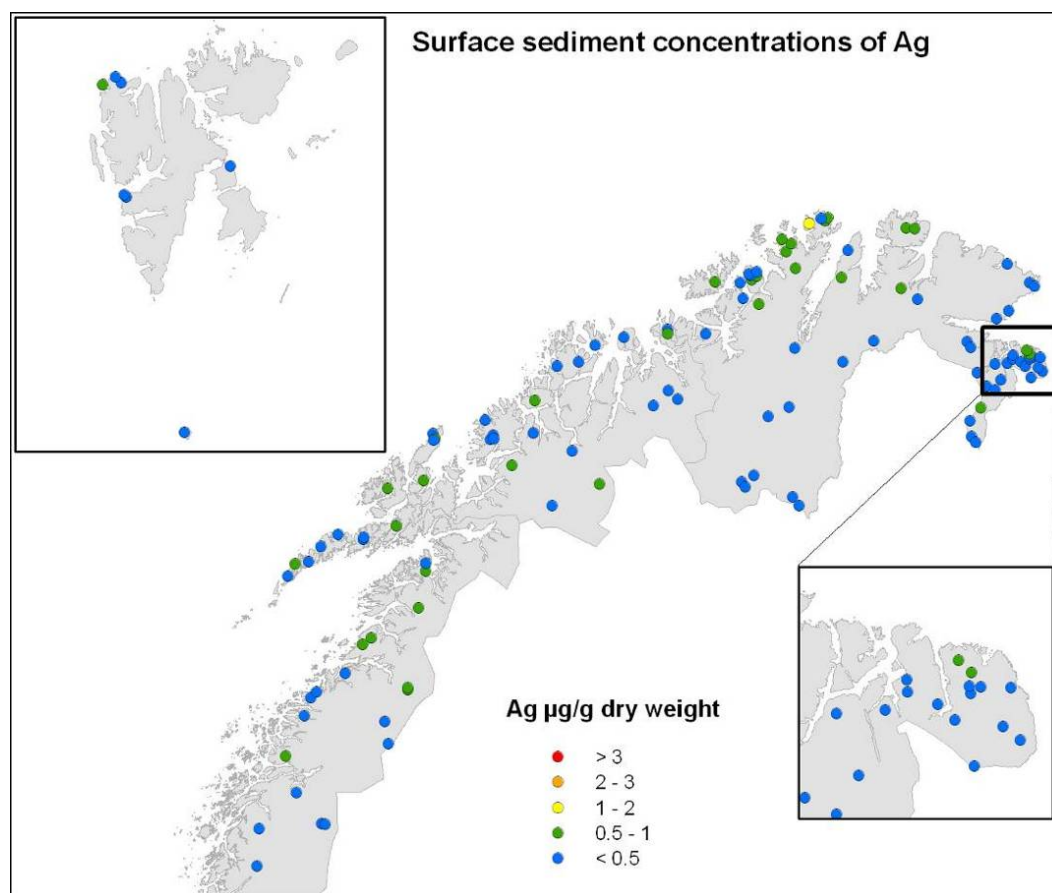 Surface sediment concentrations of Ag
Ag µg/g dry weight
> 3
2 - 3
1 - 2
0.5 - 1
< 0.5